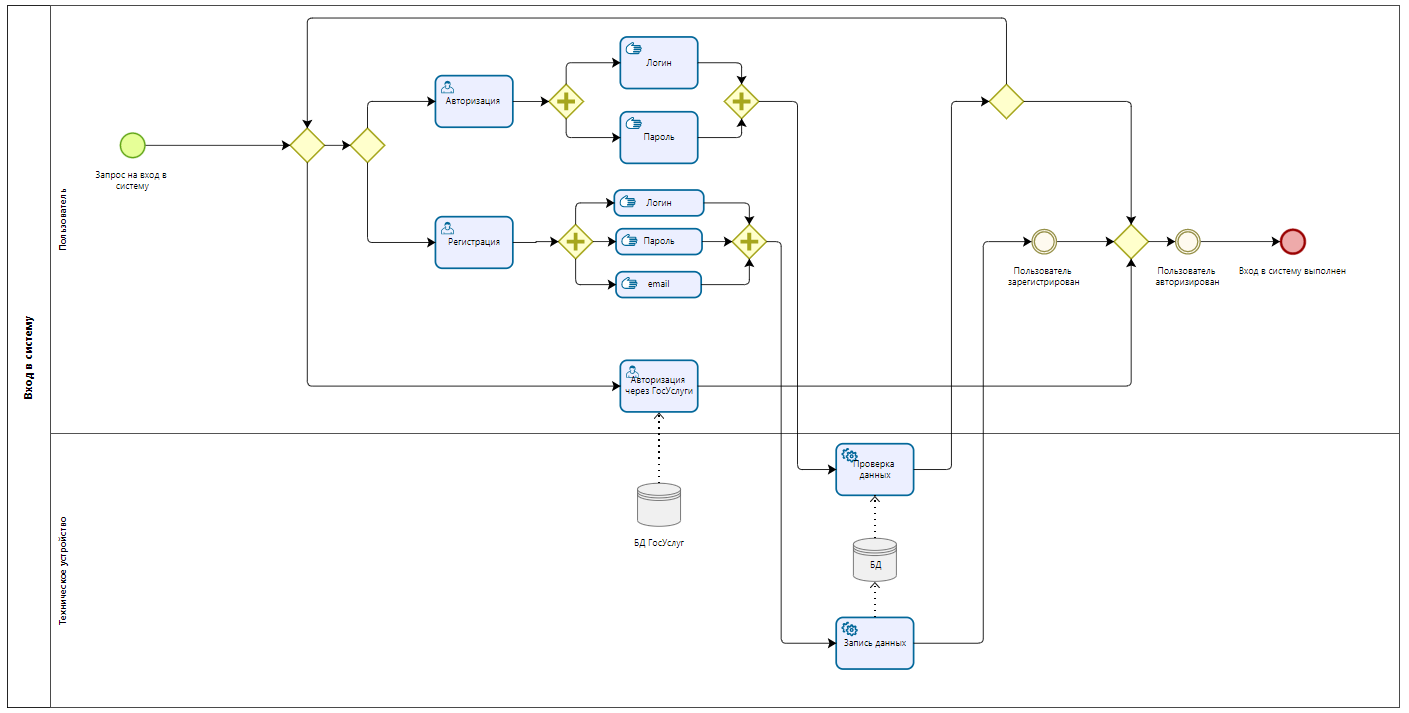 Вход в систему
Пользователь
Техническое устройство
Запрос на вход в
систему
Авторизация
Логин
Пароль
Регистрация
Логин
Пароль
email
Авторизация
через ГосУслуги
Пользователь
зарегистрирован
Пользователь
авторизирован
Вход в систему выполнен
БД ГосУслуг
Проверка
данных
БД
Запись данных